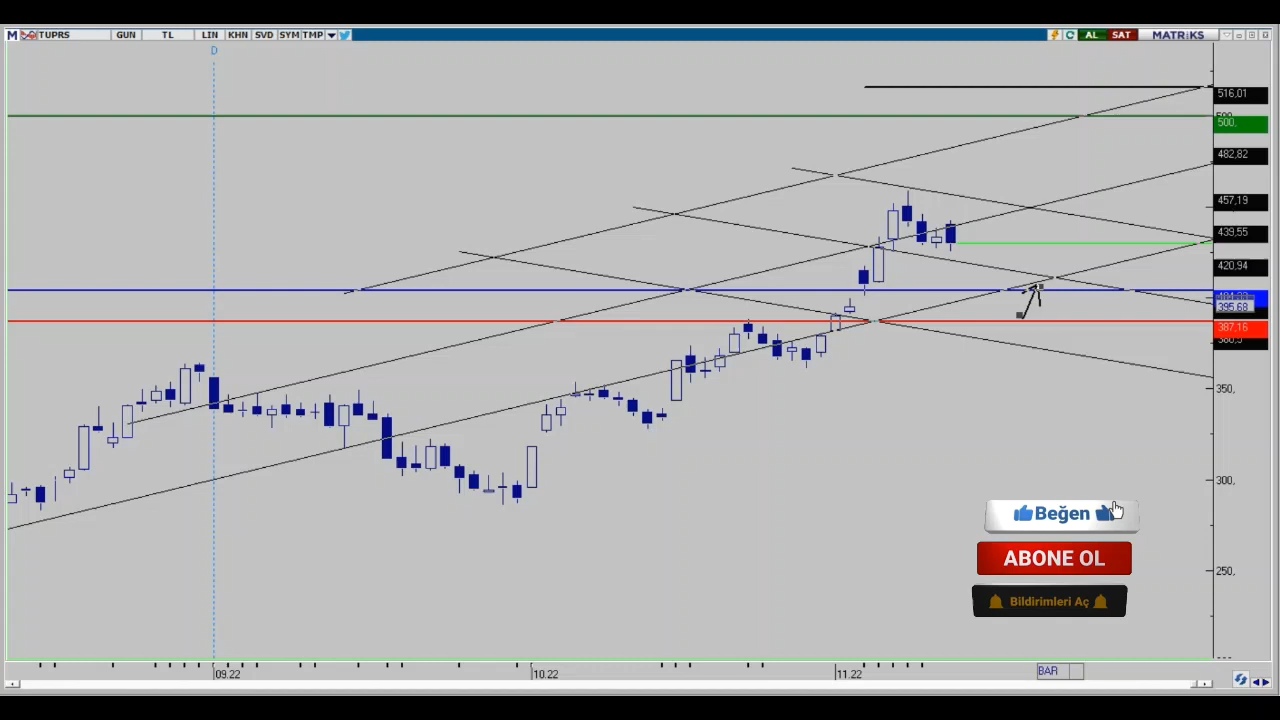 M TUPRS GUN TL LIN KHN SVD SYM TMP AL SAT MATRiKS
D
516,01
500,
482,82
457,19
439,55
420,94
395,68
387,16
350,
300,
250,
Beğen
ABONE OL
Bildirimleri Aç
09.22 10.22 11.22 BAR